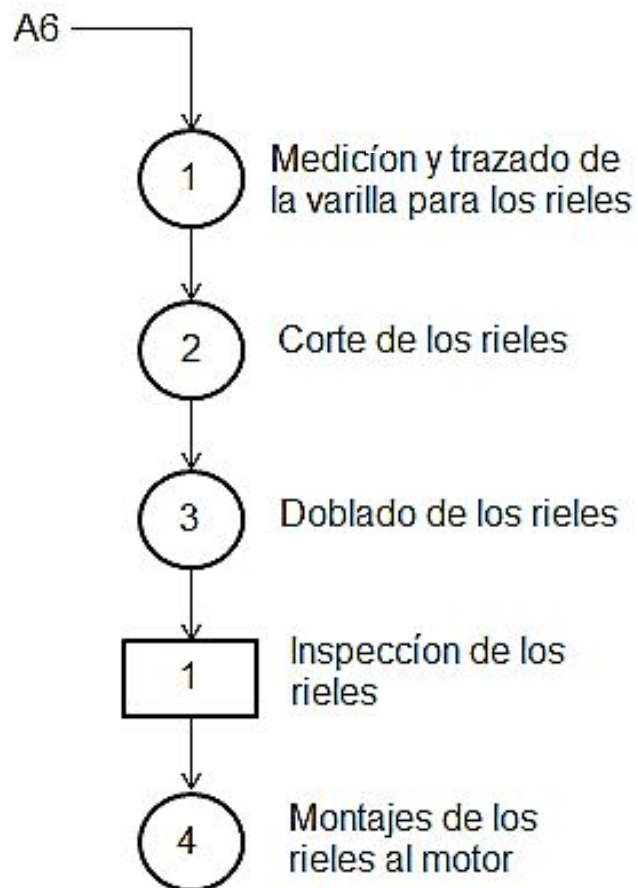 A6
1
Medicíon y trazado de
la varilla para los rieles
2
Corte de los rieles
3
Doblado de los rieles
1
Inspeccíon de los
rieles
4
Montajes de los
rieles al motor